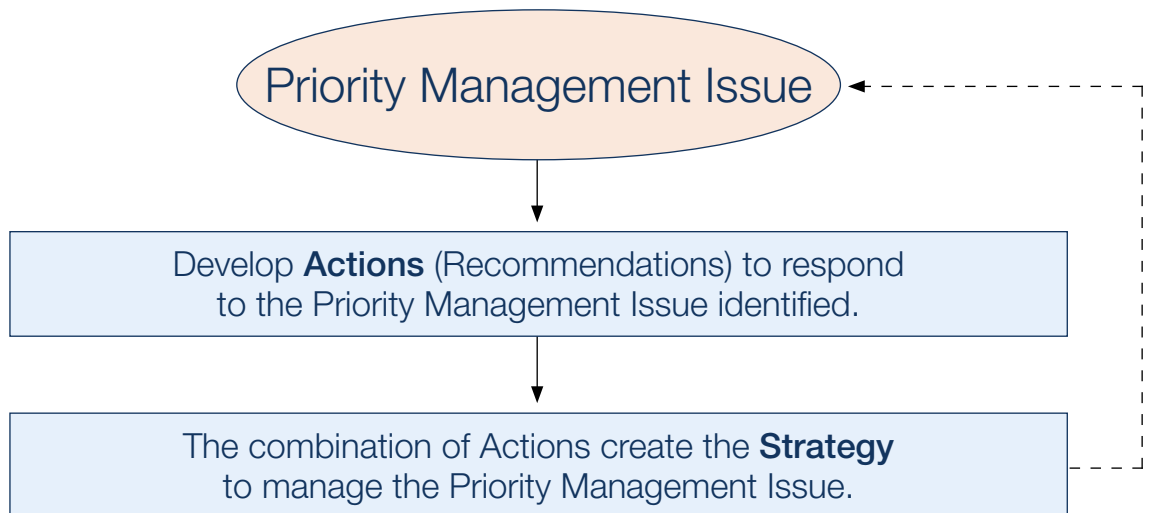 Priority Management Issue
Develop Actions (Recommendations) to respond
to the Priority Management Issue identified.
The combination of Actions create the Strategy
to manage the Priority Management Issue.